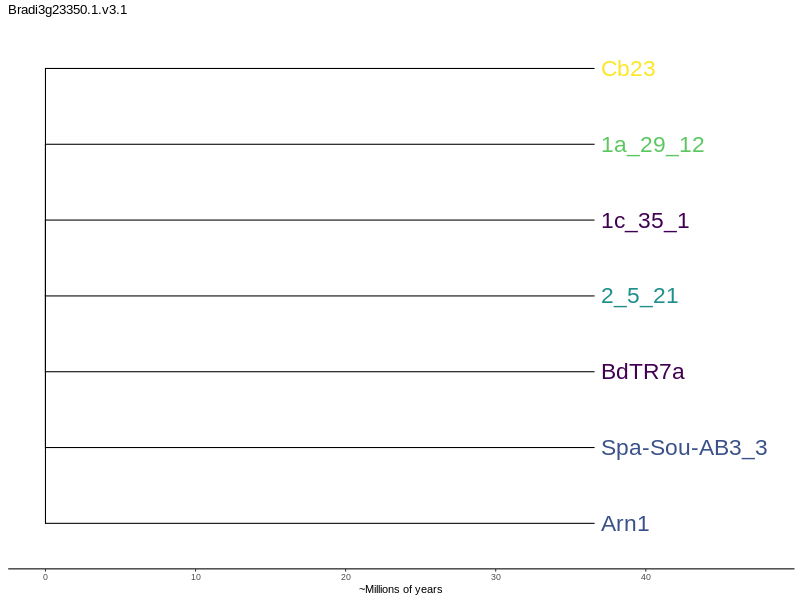 Bradi3g23350.1.v3.1
Cb23
1a_29_12
1c_35_1
2_5_21
BdTR7a
Spa-Sou-AB3_3
Arn1
0 10 20 30 40
~Millions of years